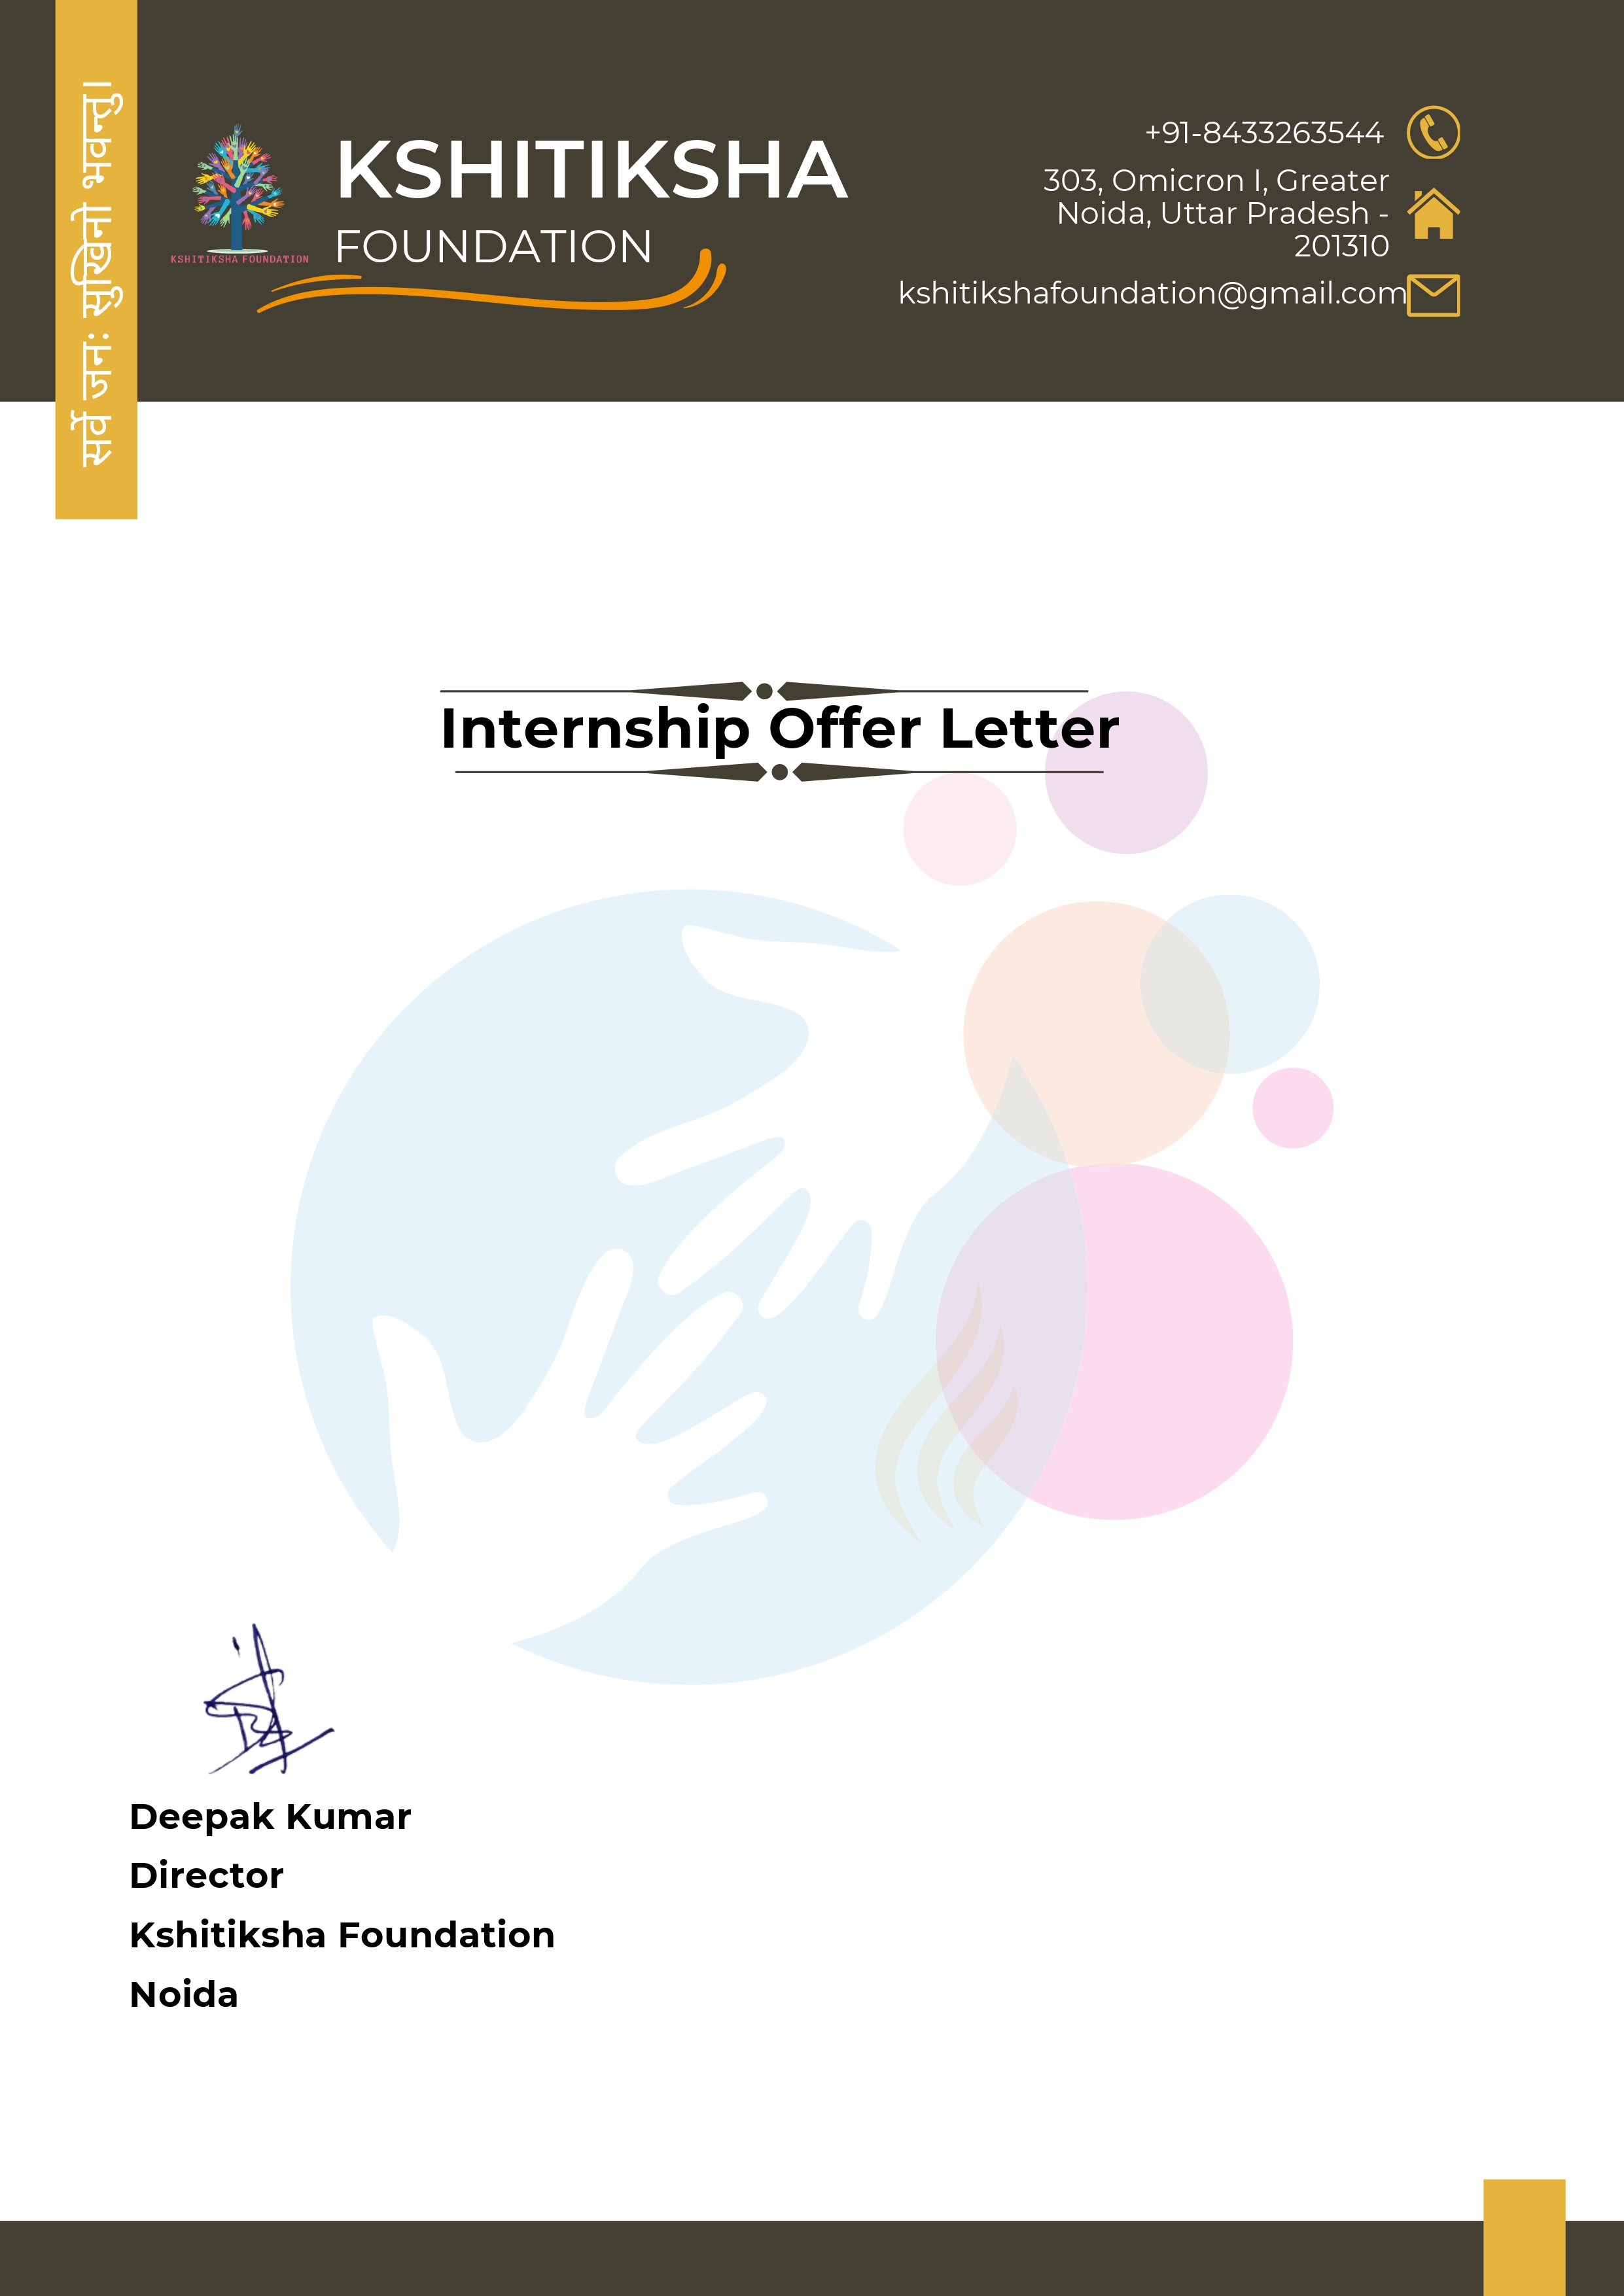 सर्वे जानः सुखिनो भवन्तु।
KSHITIKSHA FOUNDATION
KSHITIKSHA
FOUNDATION
+91-8433263544
303, Omicron I, Greater
Noida, Uttar Pradesh -
201310
kshitikshafoundation@gmail.com
Internship Offer Letter
Deepak Kumar
Director
Kshitiksha Foundation
Noida